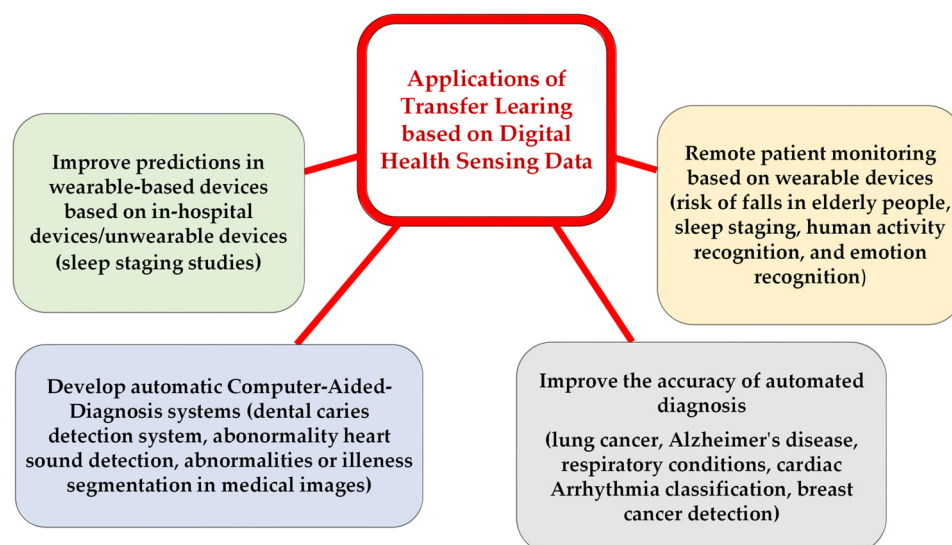 Applications of
Transfer Learing
based on Digital
Health Sensing Data
Improve predictions in
wearable-based devices
based on in-hospital
devices/unwearable devices
(sleep staging studies)
Remote patient monitoring
based on wearable devices
(risk of falls in elderly people,
sleep staging, human activity
recognition, and emotion
recognition)
Develop automatic Computer-Aided-
Diagnosis systems (dental caries
detection system, abonormality heart
sound detection, abnormalities or illeness
segmentation in medical images)
Improve the accuracy of automated
diagnosis
(lung cancer, Alzheimer's disease,
respiratory conditions, cardiac
Arrhythmia classification, breast
cancer detection)